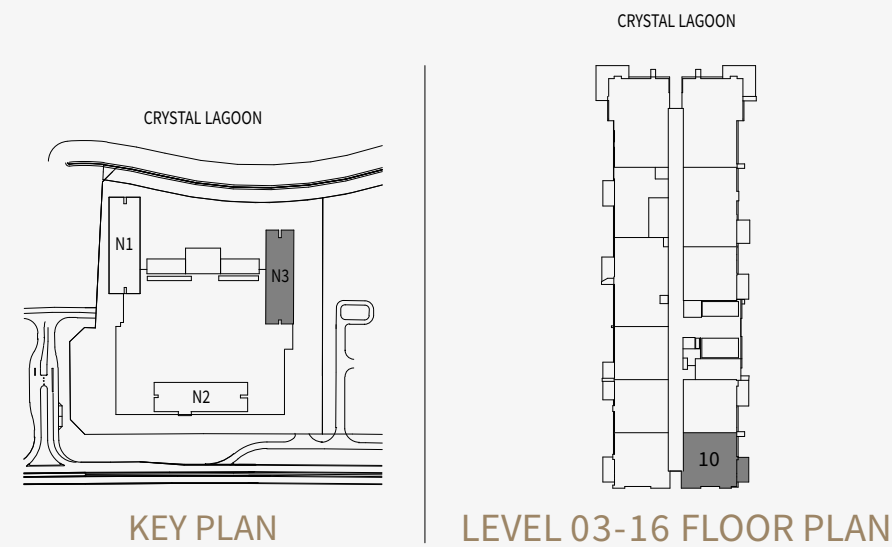 CRYSTAL LAGOON
N1
N3
N2
KEY PLAN
CRYSTAL LAGOON
10
LEVEL 03-16 FLOOR PLAN